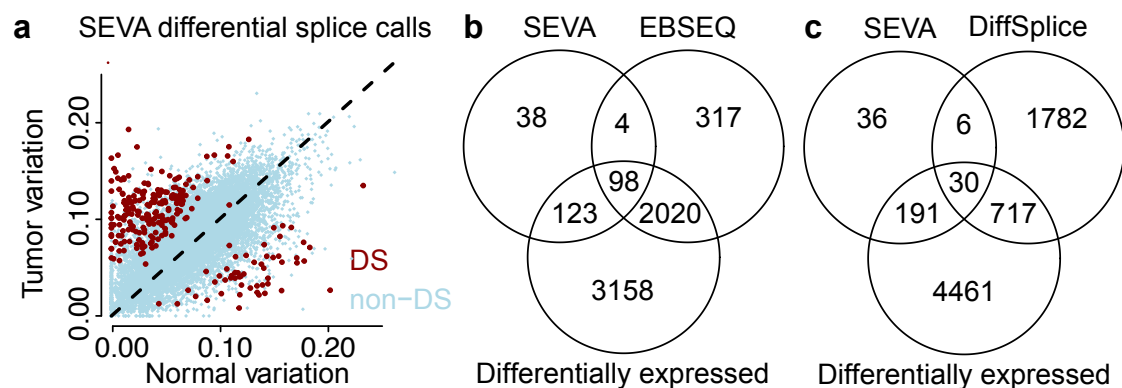 a SEVA differential splice calls
Tumor variation
0.00 0.10 0.20
DS
non-DS
0.00 0.10 0.20
Normal variation
b SEVA EBSEQ
38 4 317
98
123 2020
3158
Differentially expressed
c SEVA DiffSplice
36 6 1782
30
191 717
4461
Differentially expressed